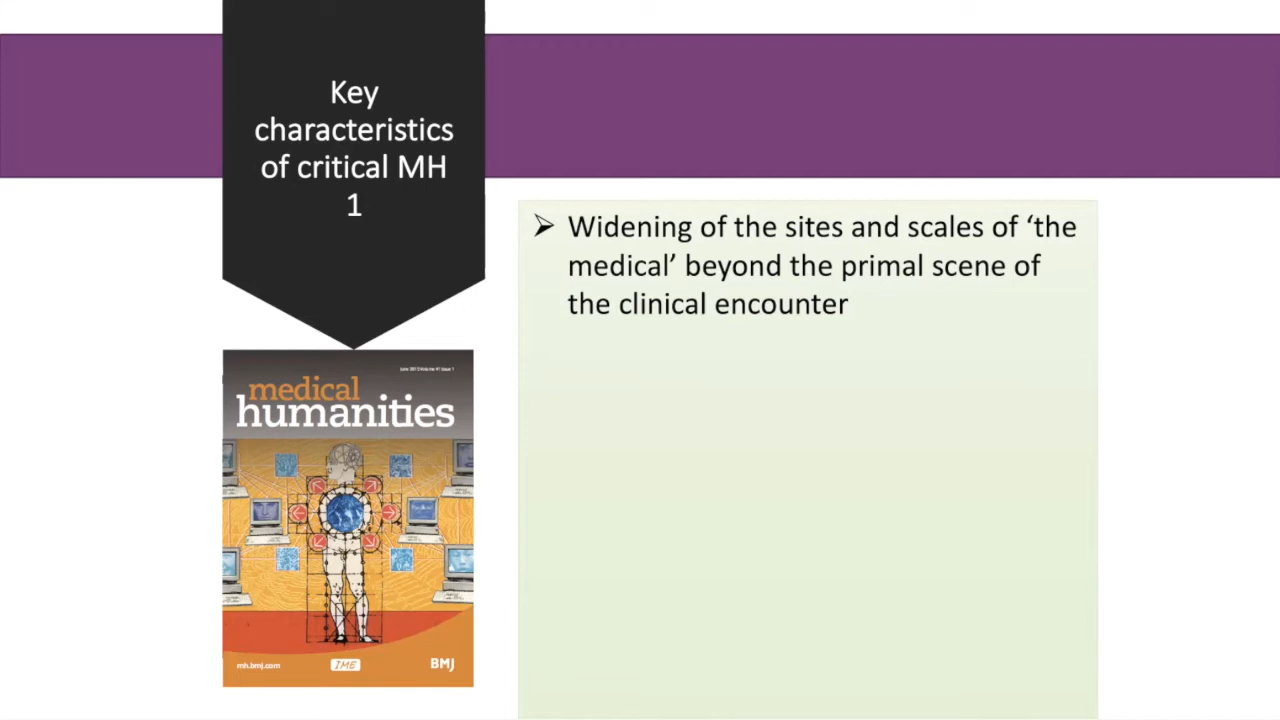 Key
characteristics
of critical MH
1
➢ Widening of the sites and scales of ‘the
medical’ beyond the primal scene of
the clinical encounter
medical
humanities
mh.bmj.com
IME
BMJ